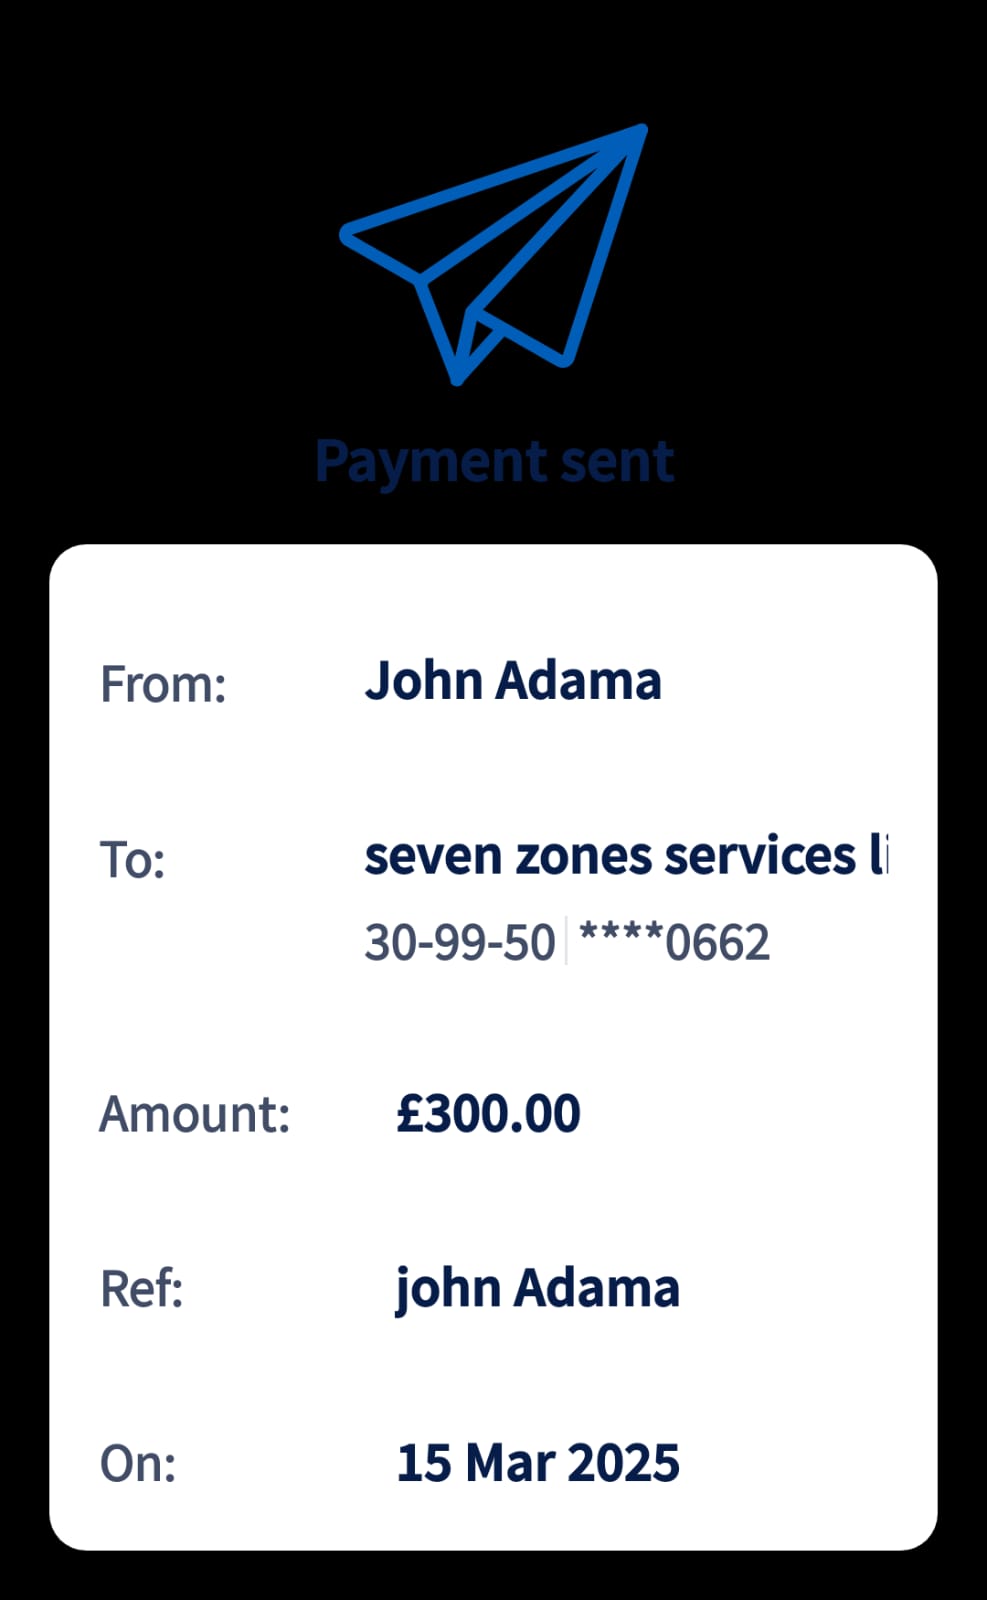 Payment sent
From: John Adama
To: seven zones services li
30-99-50 ****0662
Amount: £300.00
Ref: john Adama
On: 15 Mar 2025